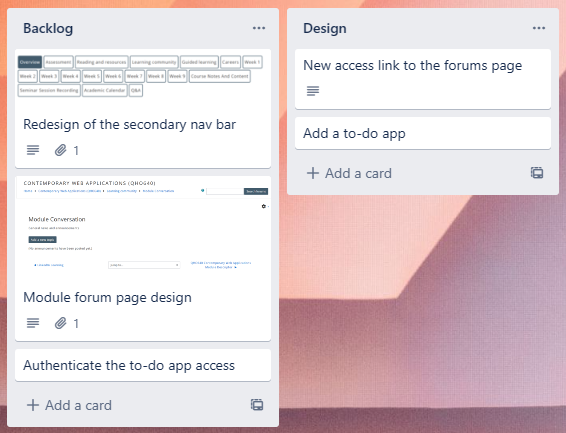 Backlog
Overview Assessment Reading and resources Learning community Guided learning Careers Week 1
Week 2 Week 3 Week 4 Week 5 Week 6 Week 7 Week 8 Week 9 Course Notes And Content
Seminar Session Recording Academic Calendar Q&A
Redesign of the secondary nav bar
1
CONTEMPORARY WEB APPLICATIONS (QHO640)
Module Conversation
Add a new topic
Module forum page design
1
Authenticate the to-do app access
+ Add a card
Design
New access link to the forums page
Add a to-do app
+ Add a card